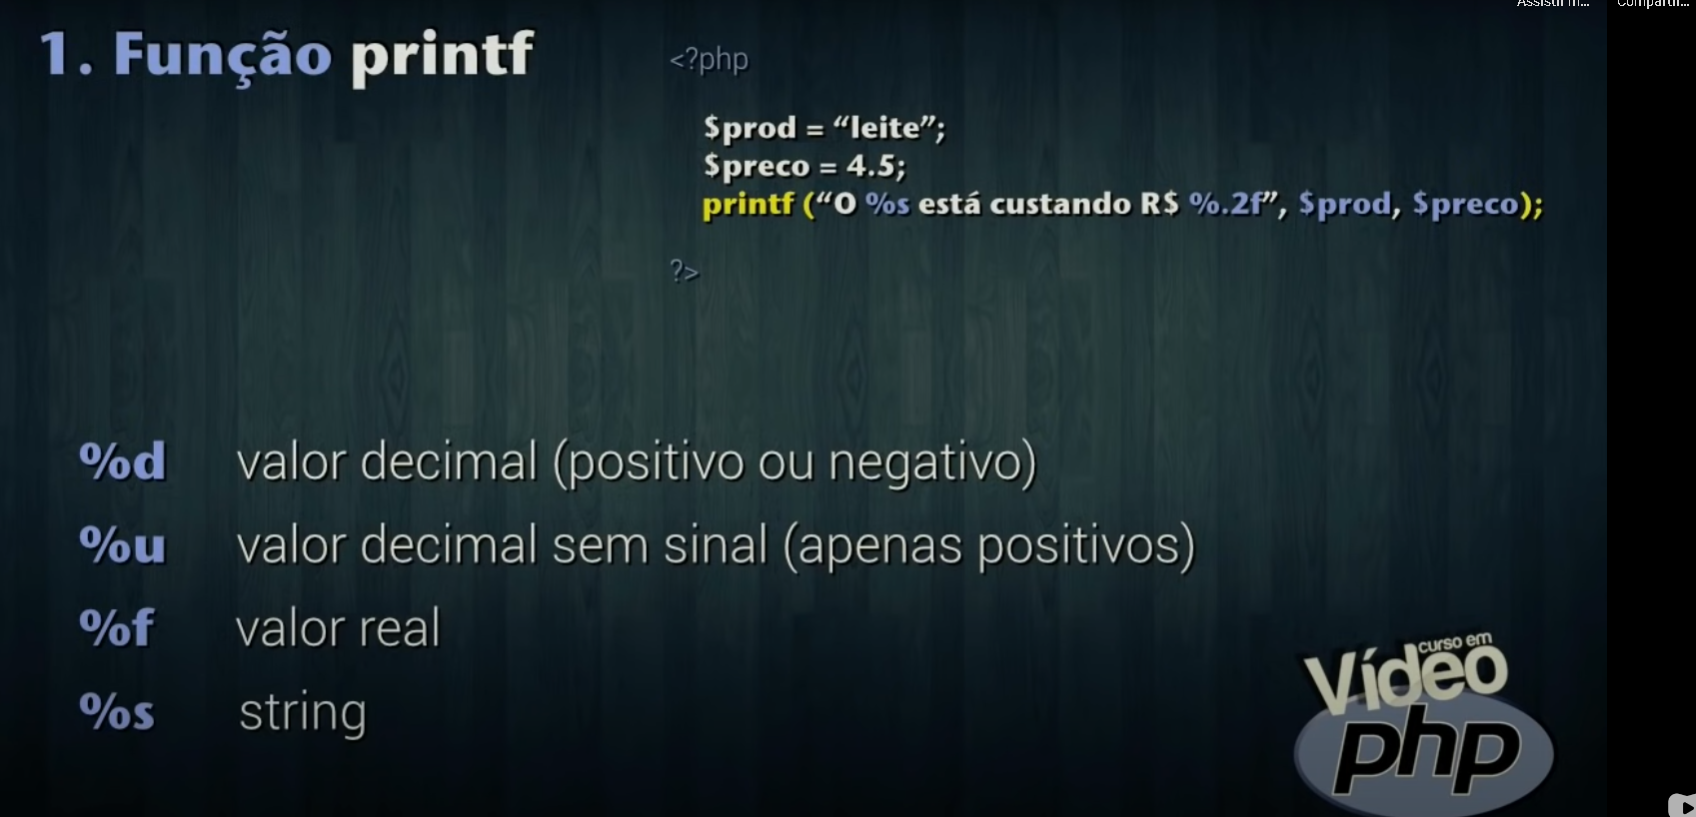 Assistir m...
Compartil...
1. Função printf
<?php
$prod = “leite”;
$preco = 4.5;
printf (“O %s está custando R$ %.2f”, $prod, $preco);
?>
%d valor decimal (positivo ou negativo)
%u valor decimal sem sinal (apenas positivos)
%f valor real
%s string
curso em
Vídeo
php